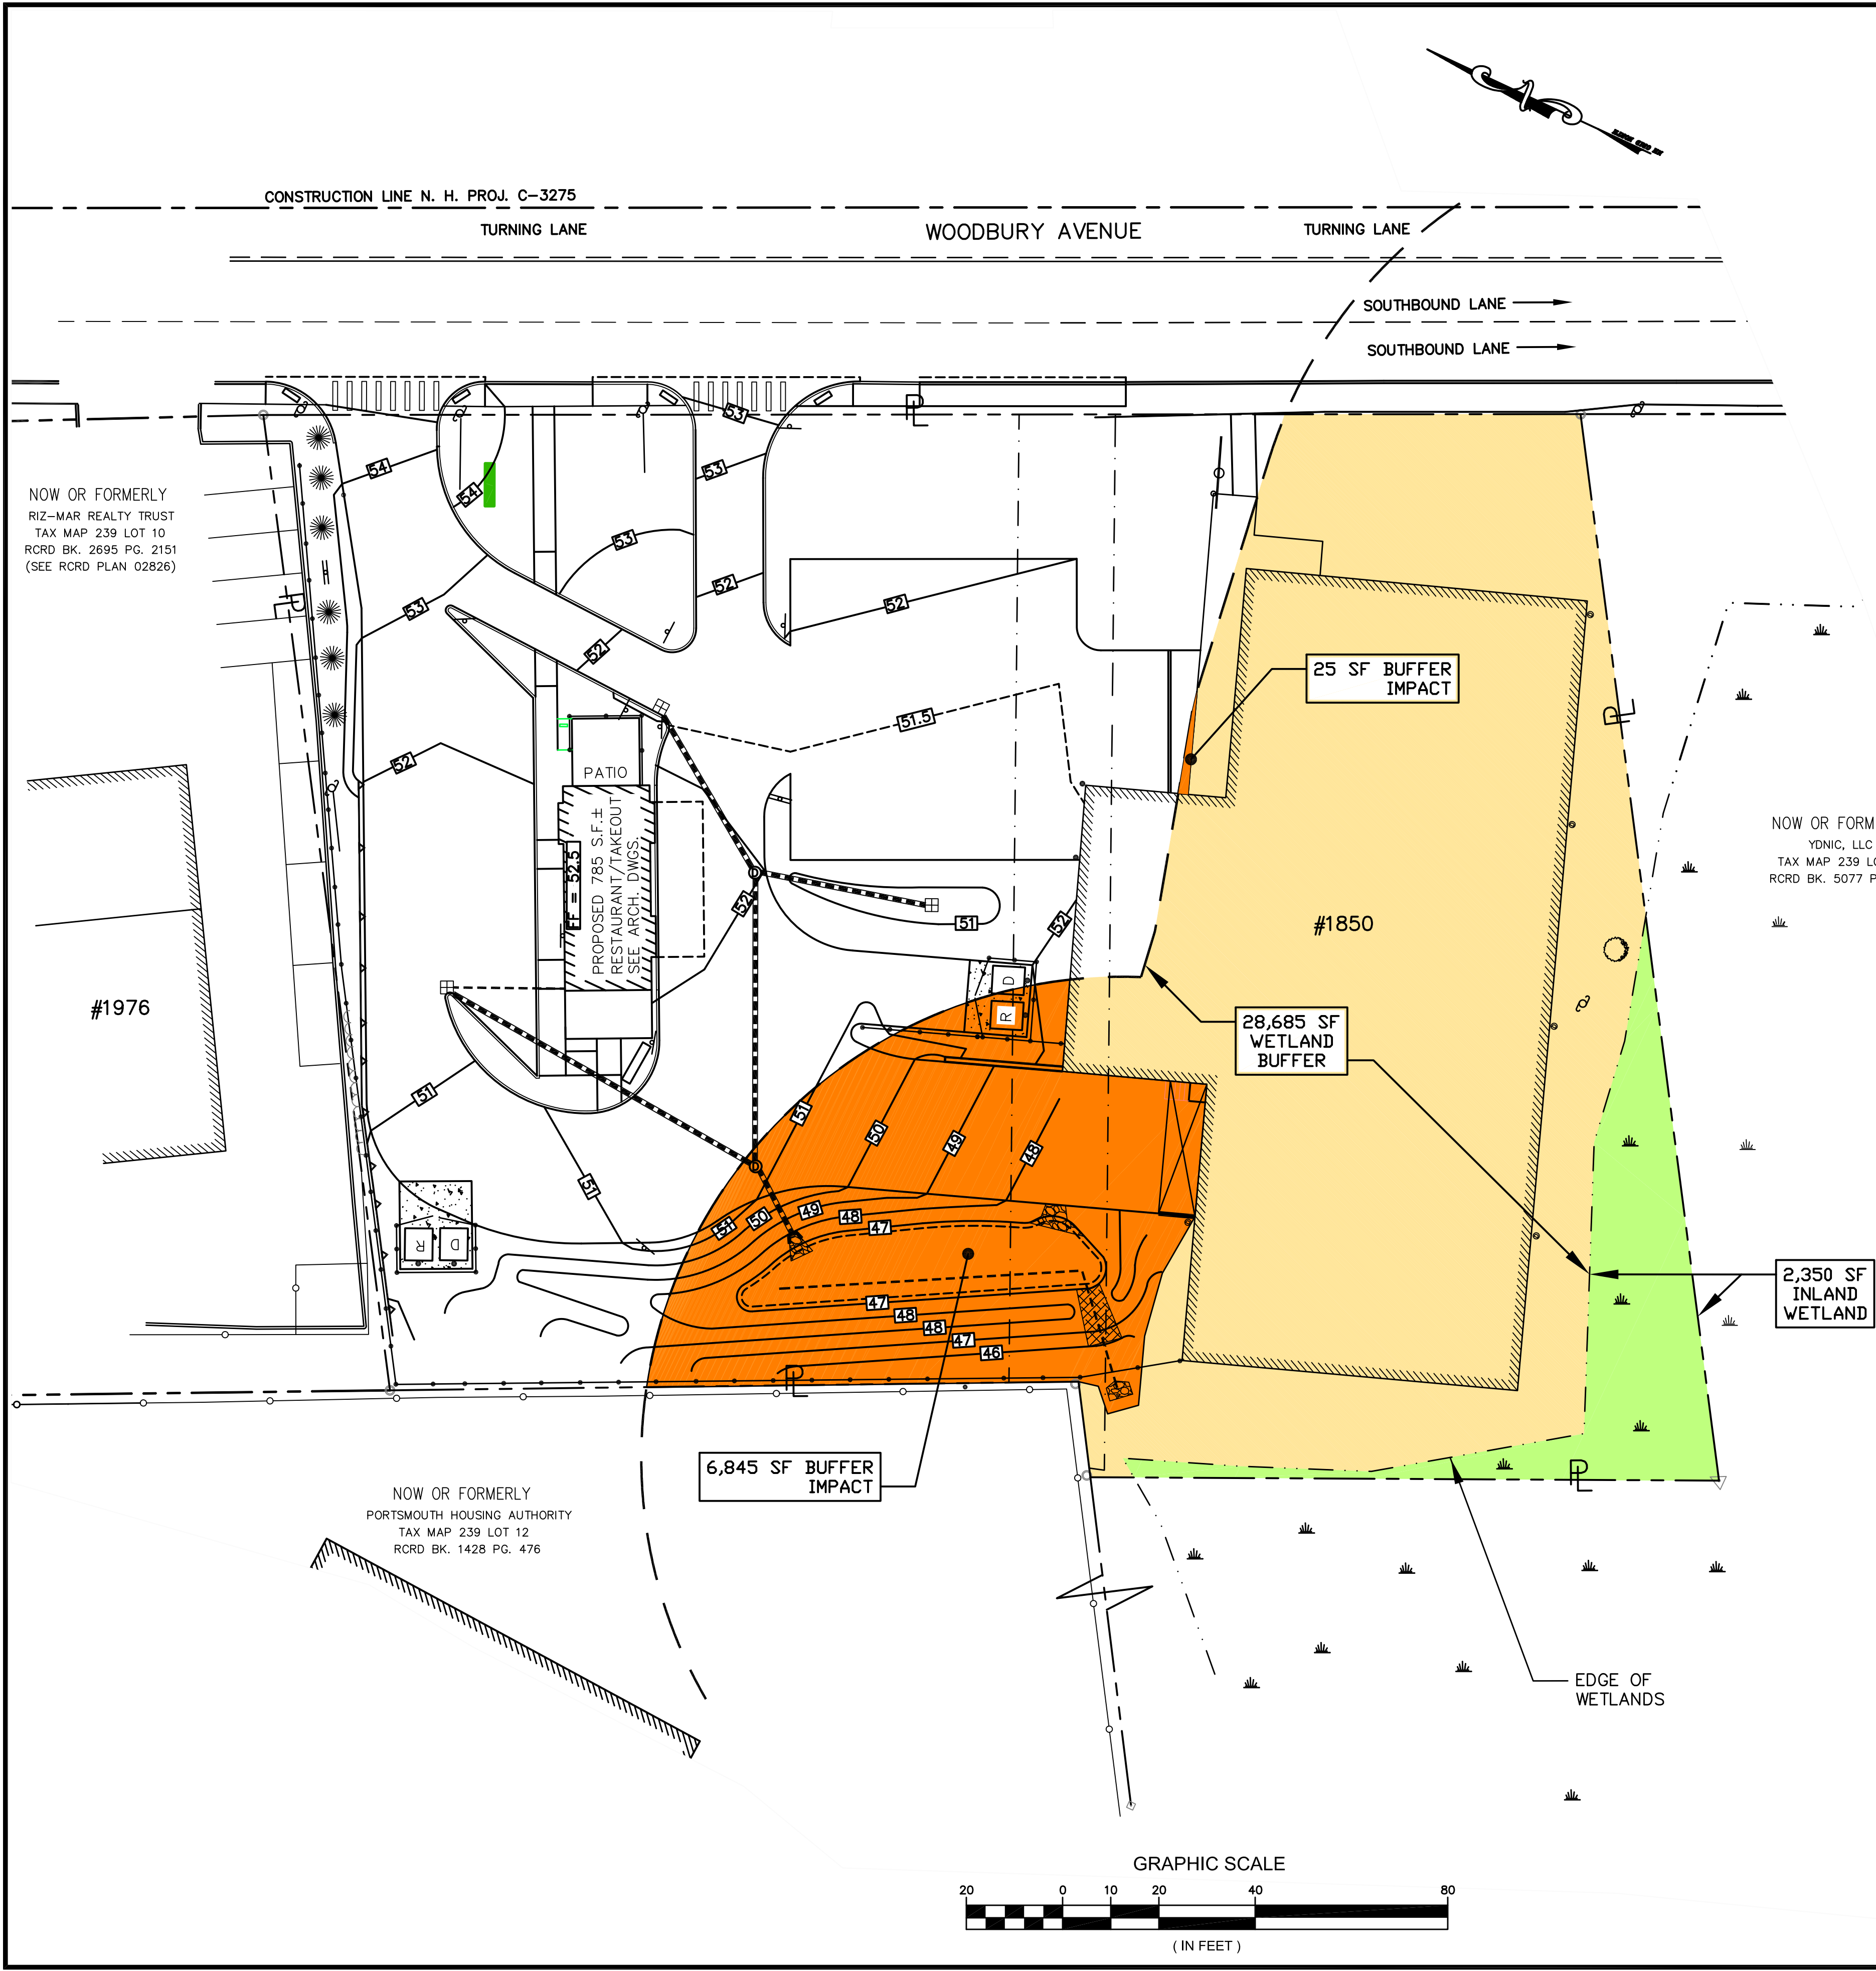 CONSTRUCTION LINE N. H. PROJ. C-3275
TURNING LANE
WOODBURY AVENUE
TURNING LANE
SOUTHBOUND LANE
SOUTHBOUND LANE
PL
53
54
53
54
NOW OR FORMERLY
RIZ-MAR REALTY TRUST
TAX MAP 239 LOT 10
RCRD BK. 2695 PG. 2151
(SEE RCRD PLAN 02826)
53
52
PL
53
52
52
25 SF BUFFER
IMPACT
PL
51.5
52
PATIO
FF = 52.5
PROPOSED 785 S.F.±
RESTAURANT/TAKEOUT
SEE ARCH. DWGS.
NOW OR FORM
YDNIC, LLC
TAX MAP 239 LO
RCRD BK. 5077 P
52
51
52
#1850
#1976
D
R
28,685 SF
WETLAND
BUFFER
51
51
50
49
48
51
51
50
49
48
47
R
D
2,350 SF
INLAND
WETLAND
47
48
48
47
46
PL
6,845 SF BUFFER
IMPACT
PL
NOW OR FORMERLY
PORTSMOUTH HOUSING AUTHORITY
TAX MAP 239 LOT 12
RCRD BK. 1428 PG. 476
EDGE OF
WETLANDS
GRAPHIC SCALE
20 0 10 20 40 80
( IN FEET )